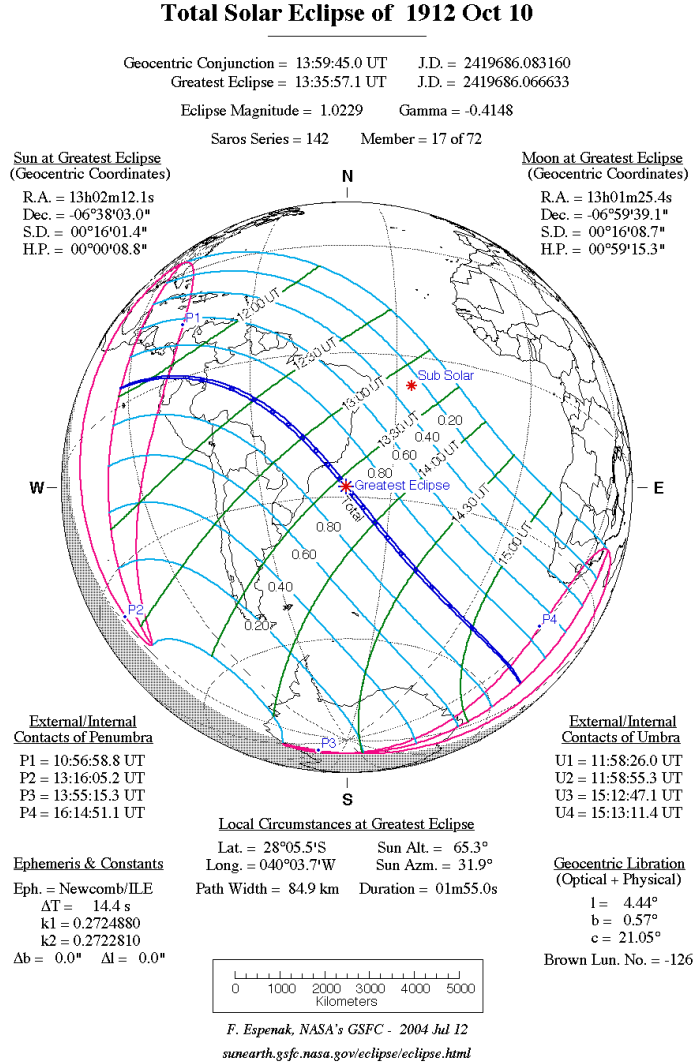 Total Solar Eclipse of 1912 Oct 10
Geocentric Conjunction = 13:59:45.0 UT J.D. = 2419686.083160
Greatest Eclipse = 13:35:57.1 UT J.D. = 2419686.066633
Eclipse Magnitude = 1.0229 Gamma = -0.4148
Saros Series = 142 Member = 17 of 72
Sun at Greatest Eclipse
(Geocentric Coordinates)
R.A. = 13h02m12.1s
Dec. = -06°38'03.0"
S.D. = 00°16'01.4"
H.P. = 00°00'08.8"
Moon at Greatest Eclipse
(Geocentric Coordinates)
R.A. = 13h01m25.4s
Dec. = -06°59'39.1"
S.D. = 00°16'08.7"
H.P. = 00°59'15.3"
N
P1
12:00 UT
12:30 UT
13:00 UT
Sub Solar
13:30 UT
0.20
0.40
0.60
14:00 UT
0.80
W
Greatest Eclipse
E
Total
14:30 UT
0.80
15:00 UT
0.60
0.40
P2
0.20
P4
P3
S
External/Internal
Contacts of Penumbra
P1 = 10:56:58.8 UT
P2 = 13:16:05.2 UT
P3 = 13:55:15.3 UT
P4 = 16:14:51.1 UT
External/Internal
Contacts of Umbra
U1 = 11:58:26.0 UT
U2 = 11:58:55.3 UT
U3 = 15:12:47.1 UT
U4 = 15:13:11.4 UT
Local Circumstances at Greatest Eclipse
Lat. = 28°05.5'S Sun Alt. = 65.3°
Long. = 040°03.7'W Sun Azm. = 31.9°
Path Width = 84.9 km Duration = 01m55.0s
Ephemeris & Constants
Eph. = Newcomb/ILE
ΔT = 14.4 s
k1 = 0.2724880
k2 = 0.2722810
Δb = 0.0" Δl = 0.0"
Geocentric Libration
(Optical + Physical)
l = 4.44°
b = 0.57°
c = 21.05°
Brown Lun. No. = -126
0 1000 2000 3000 4000 5000
Kilometers
F. Espenak, NASA's GSFC - 2004 Jul 12
sunearth.gsfc.nasa.gov/eclipse/eclipse.html